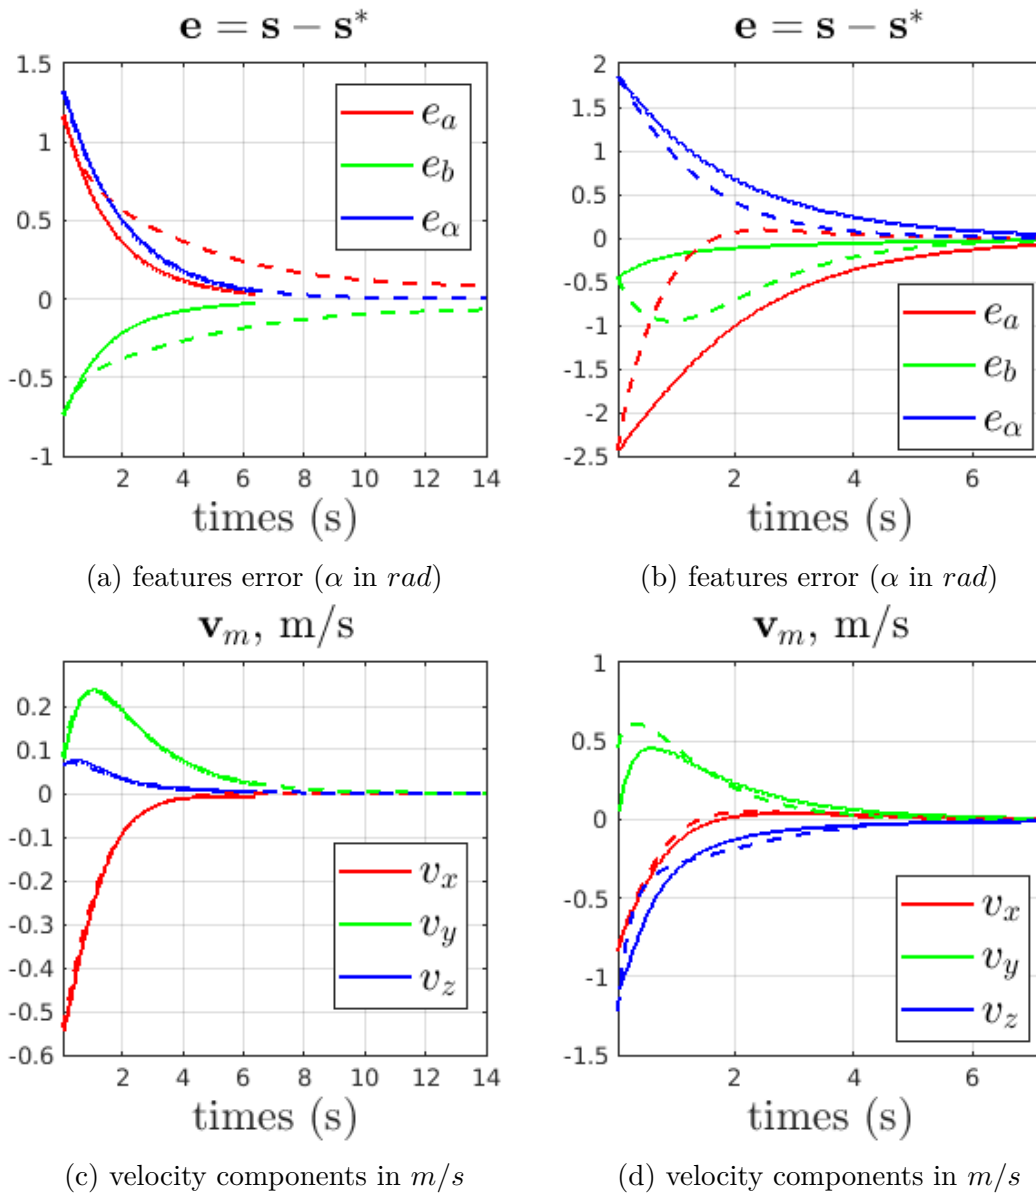 e = s − s*
1.5
1
0.5
0
-0.5
-1
2 4 6 8 10 12 14
e_a
e_b
e_α
times (s)
(a) features error (α in rad)
e = s − s*
2
1.5
1
0.5
0
-0.5
-1
-1.5
-2
-2.5
2 4 6
e_a
e_b
e_α
times (s)
(b) features error (α in rad)
v_m, m/s
0.2
0.1
0
-0.1
-0.2
-0.3
-0.4
-0.5
-0.6
2 4 6 8 10 12 14
v_x
v_y
v_z
times (s)
(c) velocity components in m/s
v_m, m/s
1
0.5
0
-0.5
-1
-1.5
2 4 6
v_x
v_y
v_z
times (s)
(d) velocity components in m/s